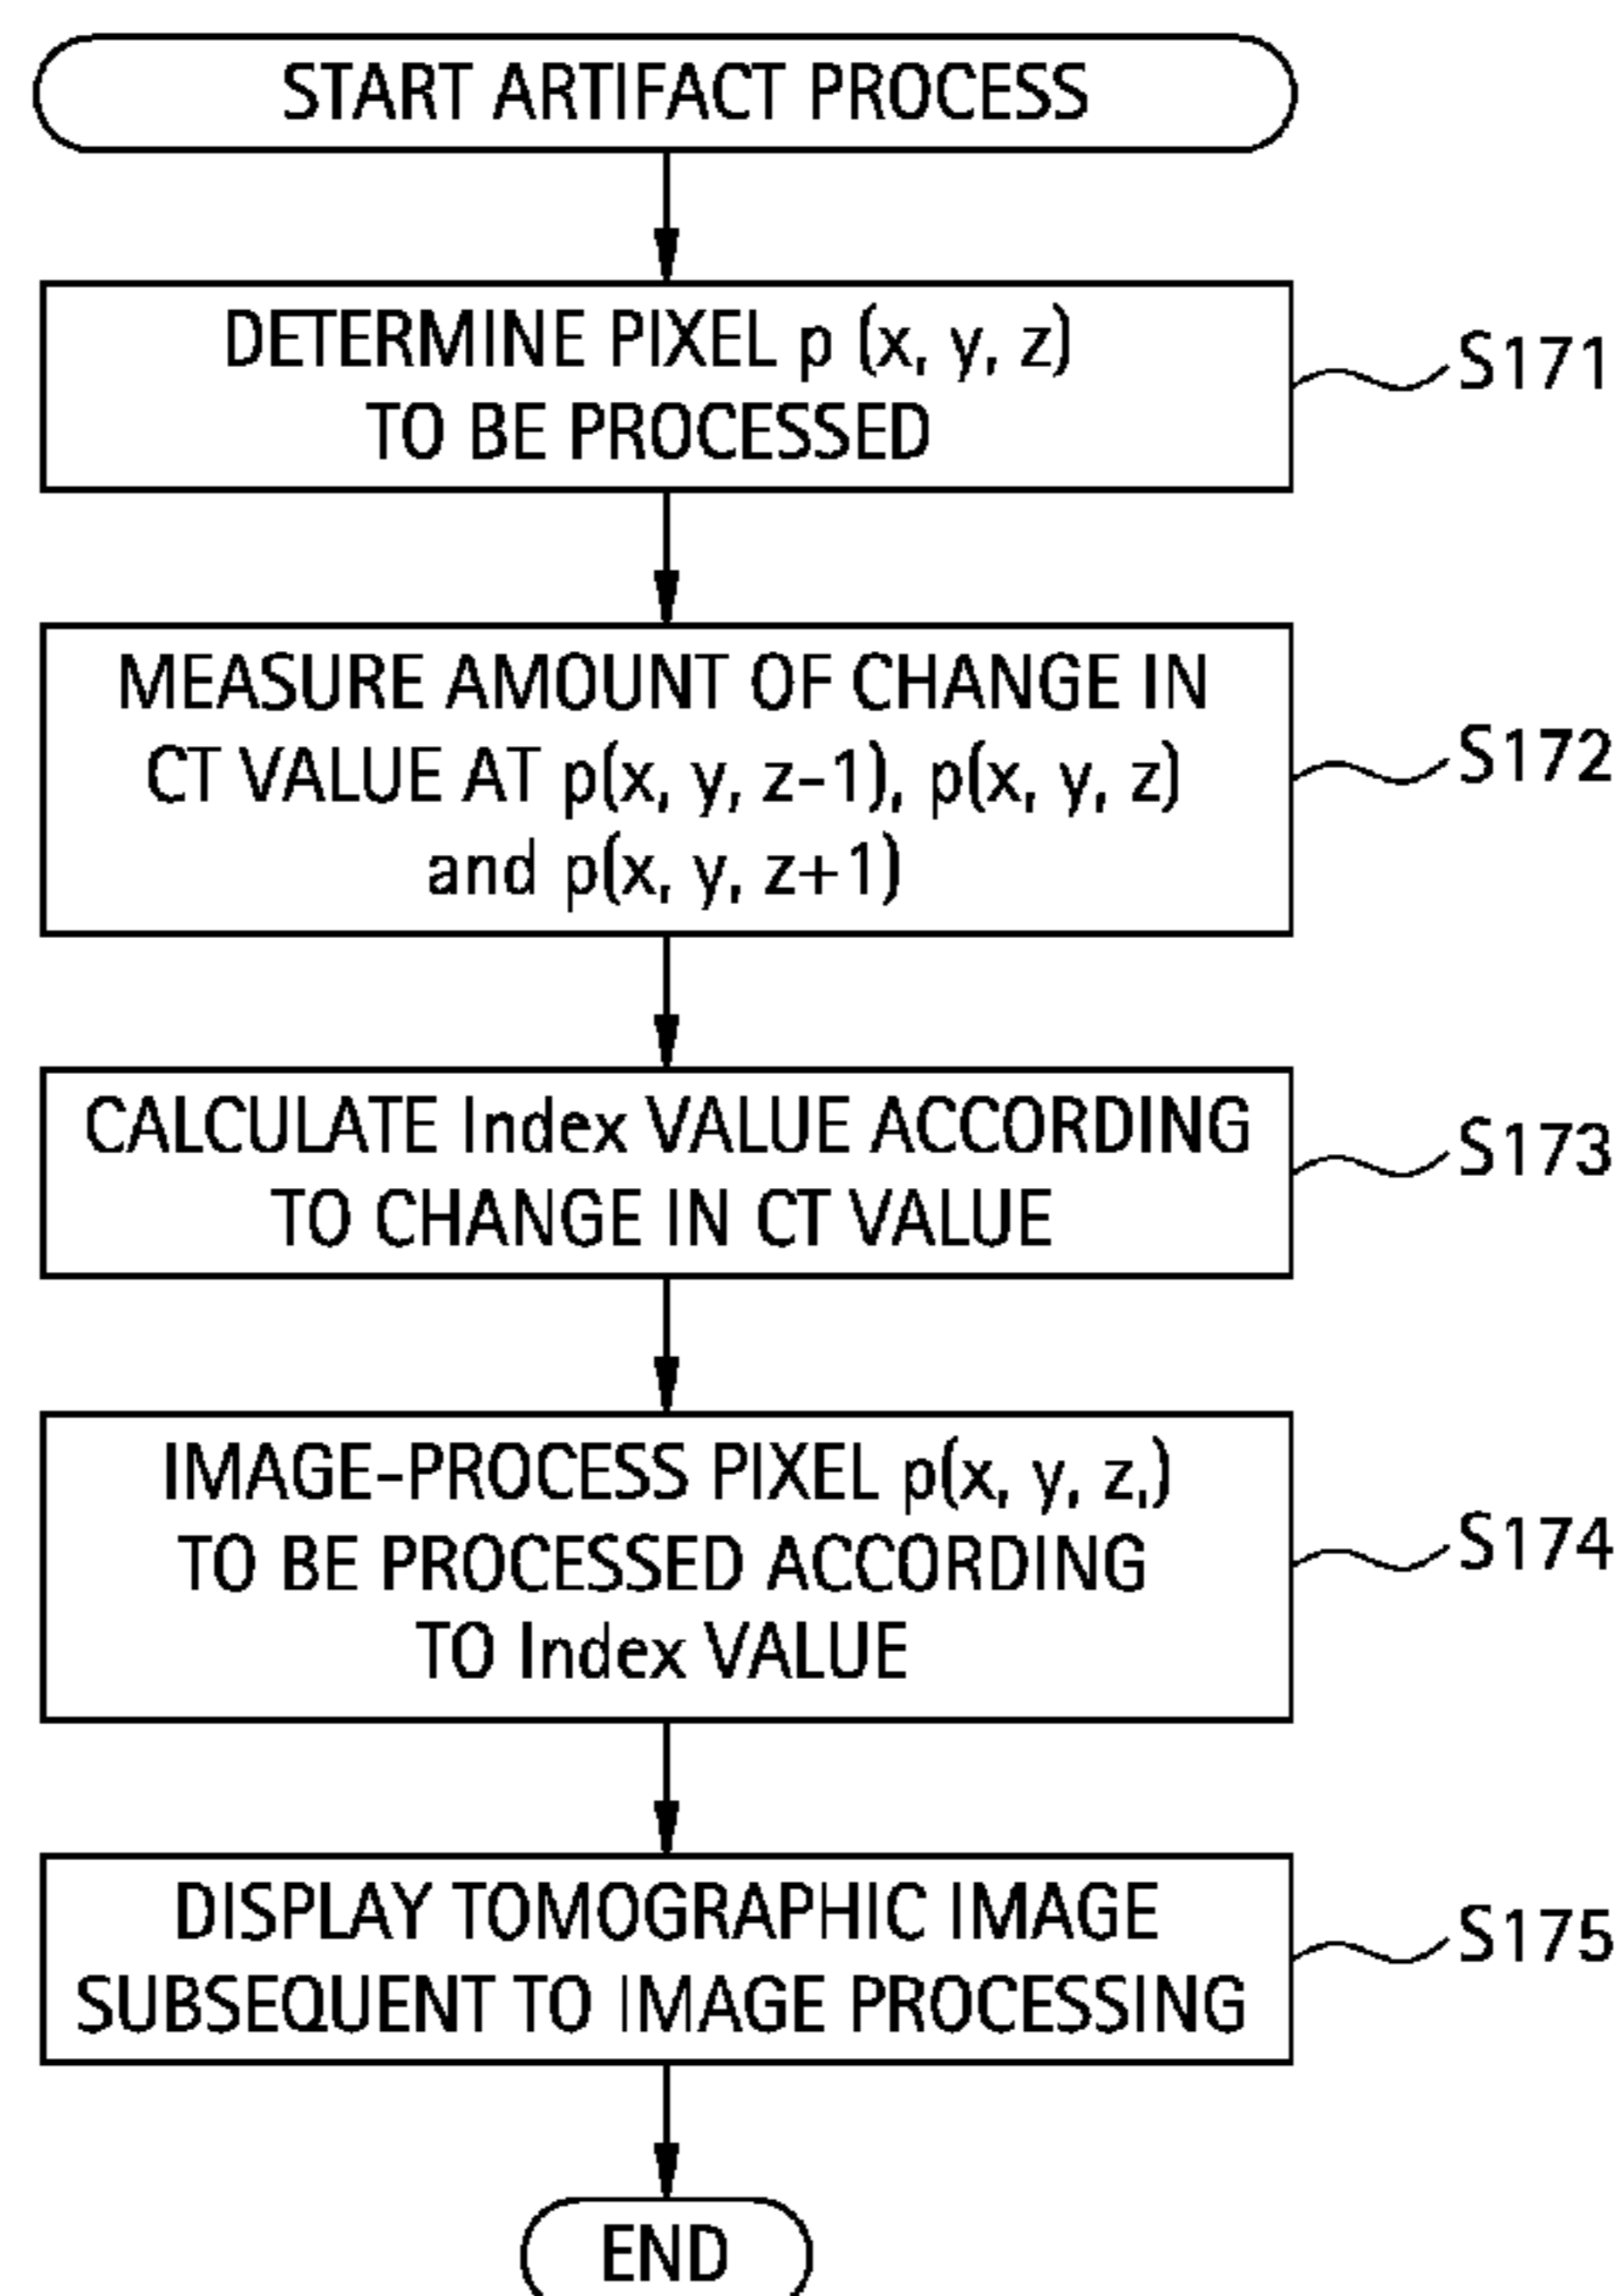 START ARTIFACT PROCESS
DETERMINE PIXEL p (x, y, z)
TO BE PROCESSED
S171
MEASURE AMOUNT OF CHANGE IN
CT VALUE AT p(x, y, z-1), p(x, y, z)
and p(x, y, z+1)
S172
CALCULATE Index VALUE ACCORDING
TO CHANGE IN CT VALUE
S173
IMAGE-PROCESS PIXEL p(x, y, z,)
TO BE PROCESSED ACCORDING
TO Index VALUE
S174
DISPLAY TOMOGRAPHIC IMAGE
SUBSEQUENT TO IMAGE PROCESSING
S175
END